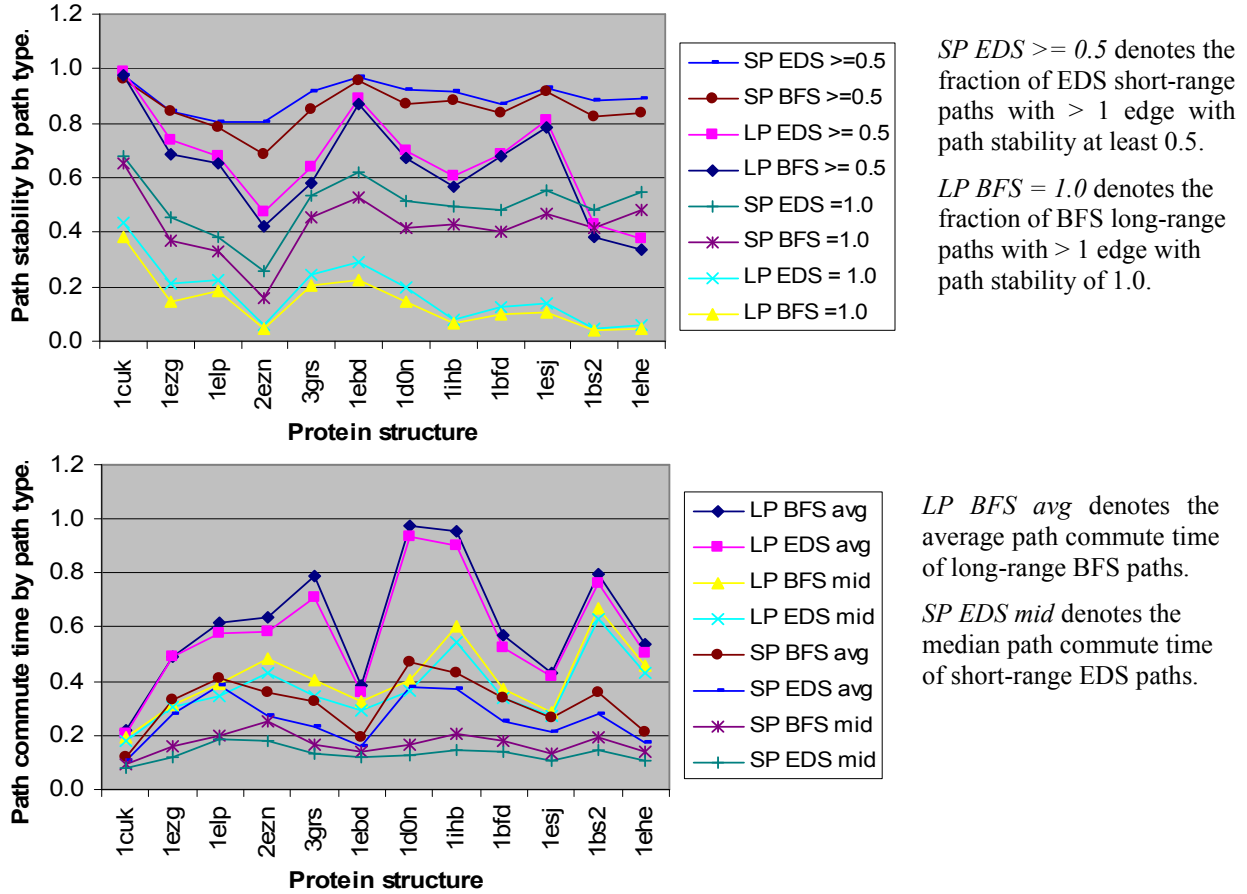 1.2
1.0
0.8
0.6
0.4
0.2
0.0
Path stability by path type.
1cuk
1ezg
1elp
2ezn
3grs
1ebd
1d0n
1ihb
1bfd
1esj
1bs2
1ehe
Protein structure
SP EDS >=0.5
SP BFS >=0.5
LP EDS >= 0.5
LP BFS >= 0.5
SP EDS =1.0
SP BFS =1.0
LP EDS = 1.0
LP BFS =1.0
SP EDS >= 0.5 denotes the
fraction of EDS short-range
paths with > 1 edge with
path stability at least 0.5.
LP BFS = 1.0 denotes the
fraction of BFS long-range
paths with > 1 edge with
path stability of 1.0.
1.2
1.0
0.8
0.6
0.4
0.2
0.0
Path commute time by path type.
1cuk
1ezg
1elp
2ezn
3grs
1ebd
1d0n
1ihb
1bfd
1esj
1bs2
1ehe
Protein structure
LP BFS avg
LP EDS avg
LP BFS mid
LP EDS mid
SP BFS avg
SP EDS avg
SP BFS mid
SP EDS mid
LP BFS avg denotes the
average path commute time
of long-range BFS paths.
SP EDS mid denotes the
median path commute time
of short-range EDS paths.